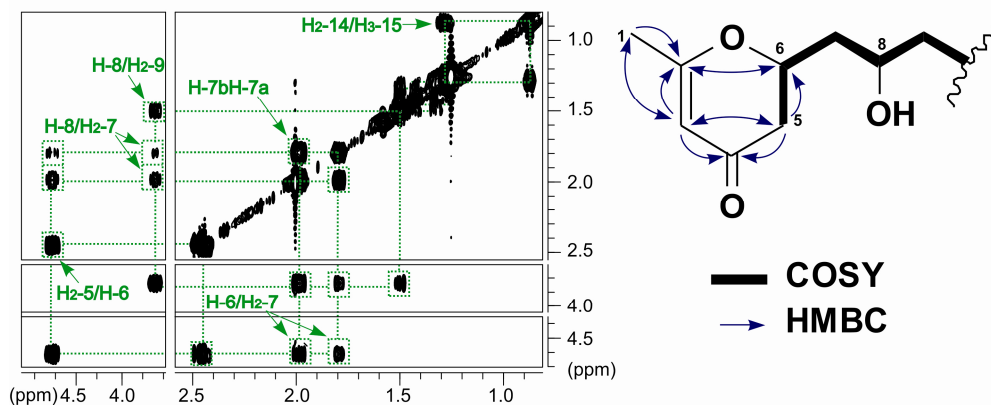 H2-14/H3-15
H-8/H2-9
H-7bH-7a
H-8/H2-7
H2-5/H-6
H-6/H2-7
1.0
1.5
2.0
2.5
4.0
4.5
(ppm)
(ppm) 4.5 4.0 2.5 2.0 1.5 1.0
1 O 6 8
OH
5
O
COSY
HMBC